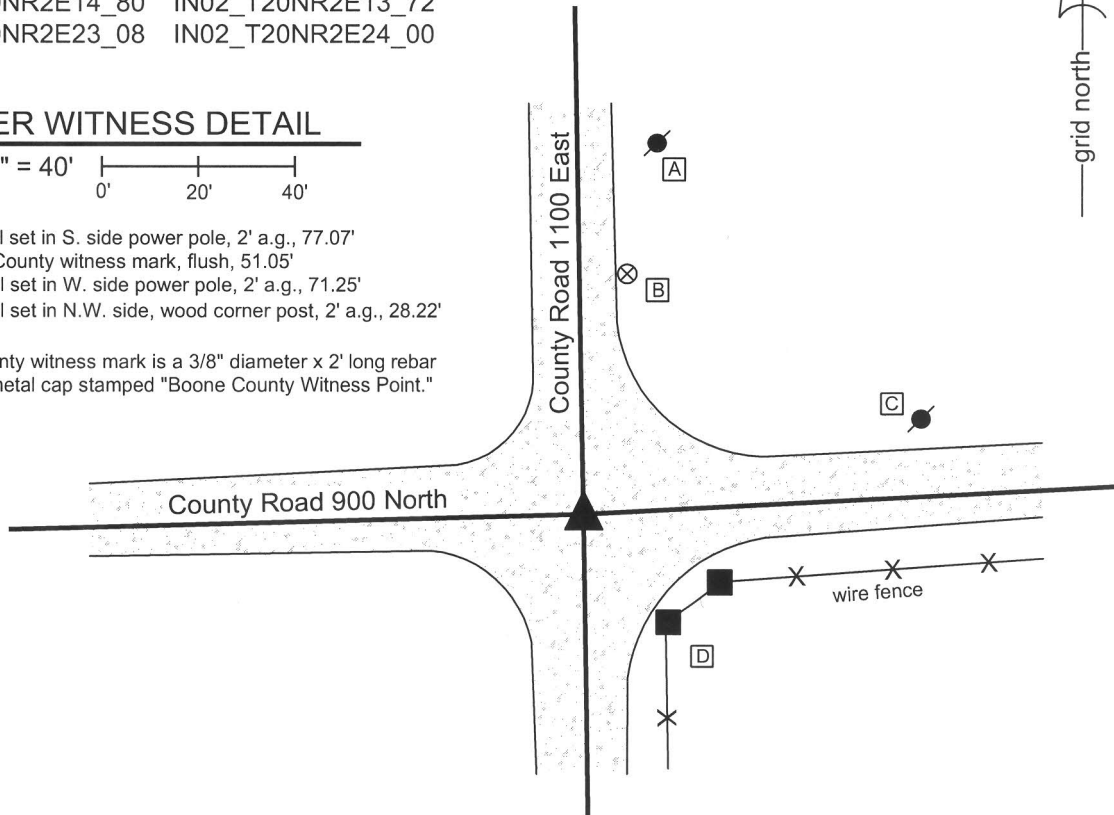 NR2E14_80 IN02_T20NR2E13_72
NR2E23_08 IN02_T20NR2E24_00
WITNESS DETAIL
" = 40'
0' 20' 40'
set in S. side power pole, 2' a.g., 77.07'
County witness mark, flush, 51.05'
set in W. side power pole, 2' a.g., 71.25'
set in N.W. side, wood corner post, 2' a.g., 28.22'
witness mark is a 3/8" diameter x 2' long rebar
cap stamped "Boone County Witness Point."
grid north
County Road 1100 East
A
B
C
County Road 900 North
wire fence
D